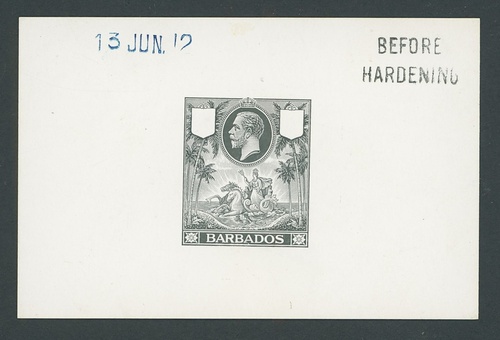 13 JUN. 12
BEFORE
HARDENING
BARBADOS